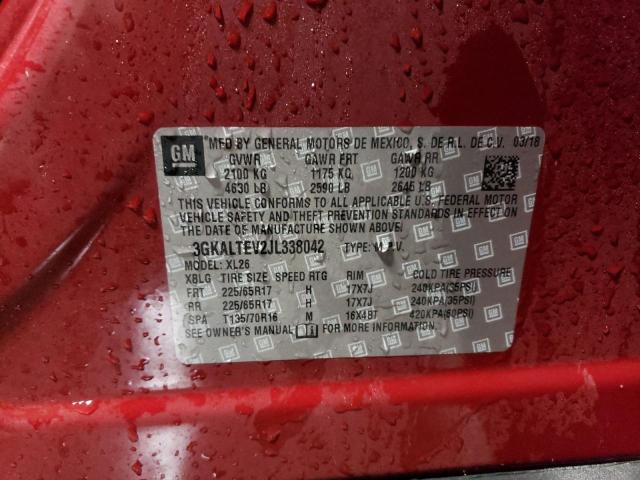 GM
MFD BY GENERAL MOTORS DE MEXICO, S. DE R.L. DE C.V. 03/18
GVWR GAWR FRT GAWR RR
2100 KG 1175 KG 1200 KG
4630 LB 2590 LB 2645 LB
THIS VEHICLE CONFORMS TO ALL APPLICABLE U.S. FEDERAL MOTOR
VEHICLE SAFETY AND THEFT PREVENTION STANDARDS IN EFFECT ON
THE DATE OF MANUFACTURE SHOWN ABOVE.
3GKALTEV2JL338042 TYPE: M.P.V.
MODEL: XL26
X8LG TIRE SIZE SPEED RTG RIM COLD TIRE PRESSURE
FRT 225/65R17 H 17X7J 240KPA(35PSI)
RR 225/65R17 H 17X7J 240KPA(35PSI)
SPA T135/70R16 M 16X4BT 420KPA(60PSI)
SEE OWNER'S MANUAL FOR MORE INFORMATION